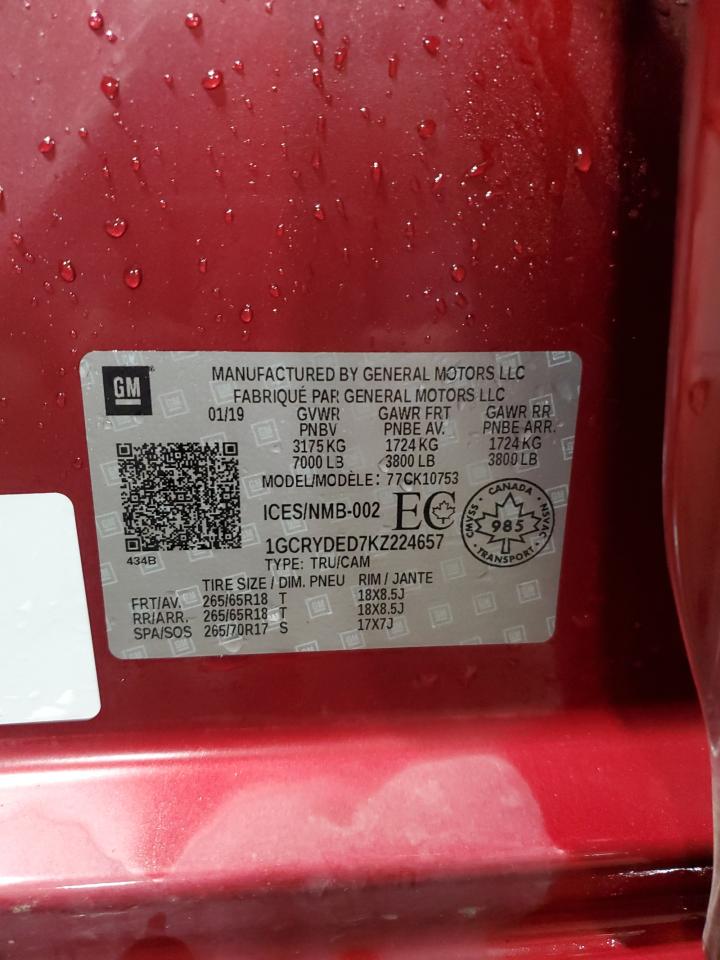 GM
MANUFACTURED BY GENERAL MOTORS LLC
FABRIQUÉ PAR GENERAL MOTORS LLC
01/19 GVWR GAWR FRT GAWR RR
PNBV PNBE AV. PNBE ARR.
3175 KG 1724 KG 1724 KG
7000 LB 3800 LB 3800 LB
MODEL/MODÈLE: 77CK10753
ICES/NMB-002 EC
CANADA
CMVSS 985 NSVAC
TRANSPORT
434B
1GCRYDED7KZ224657
TYPE: TRU/CAM
TIRE SIZE / DIM. PNEU RIM / JANTE
FRT/AV. 265/65R18 T 18X8.5J
RR/ARR. 265/65R18 T 18X8.5J
SPA/SOS 265/70R17 S 17X7J